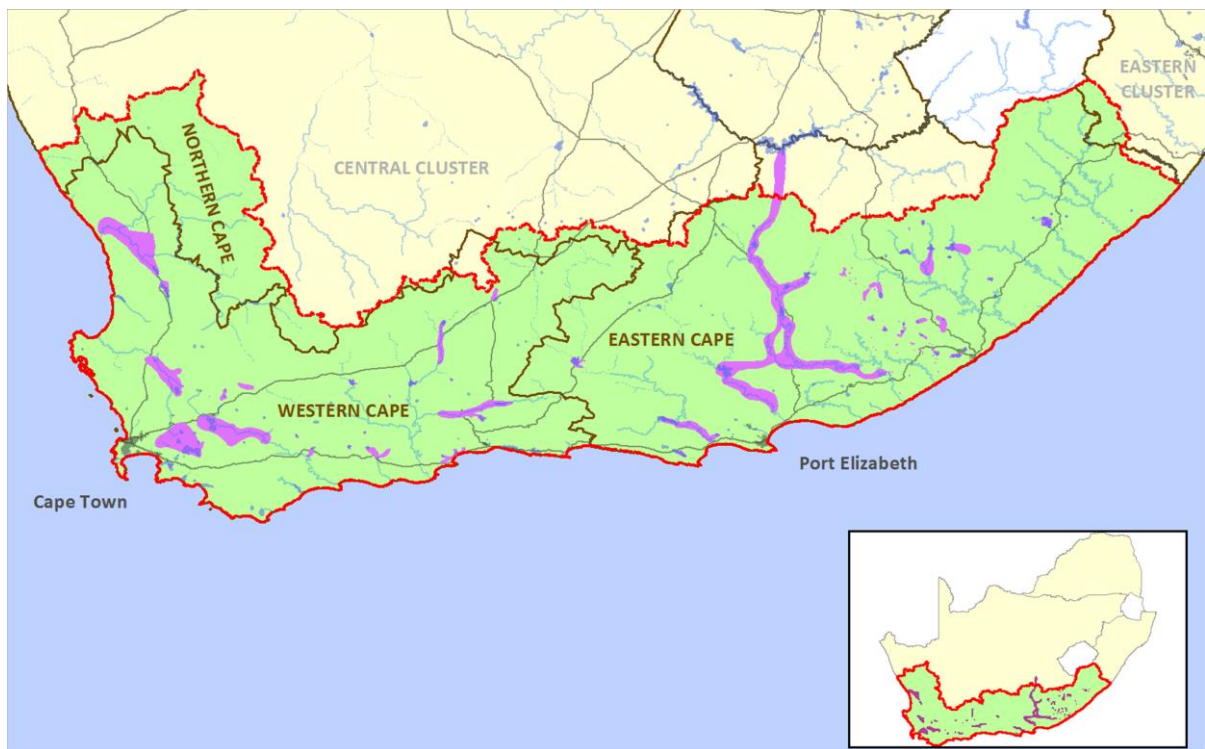 EASTERN
CLUSTER
NORTHERN CAPE
CENTRAL CLUSTER
EASTERN CAPE
WESTERN CAPE
Port Elizabeth
Cape Town